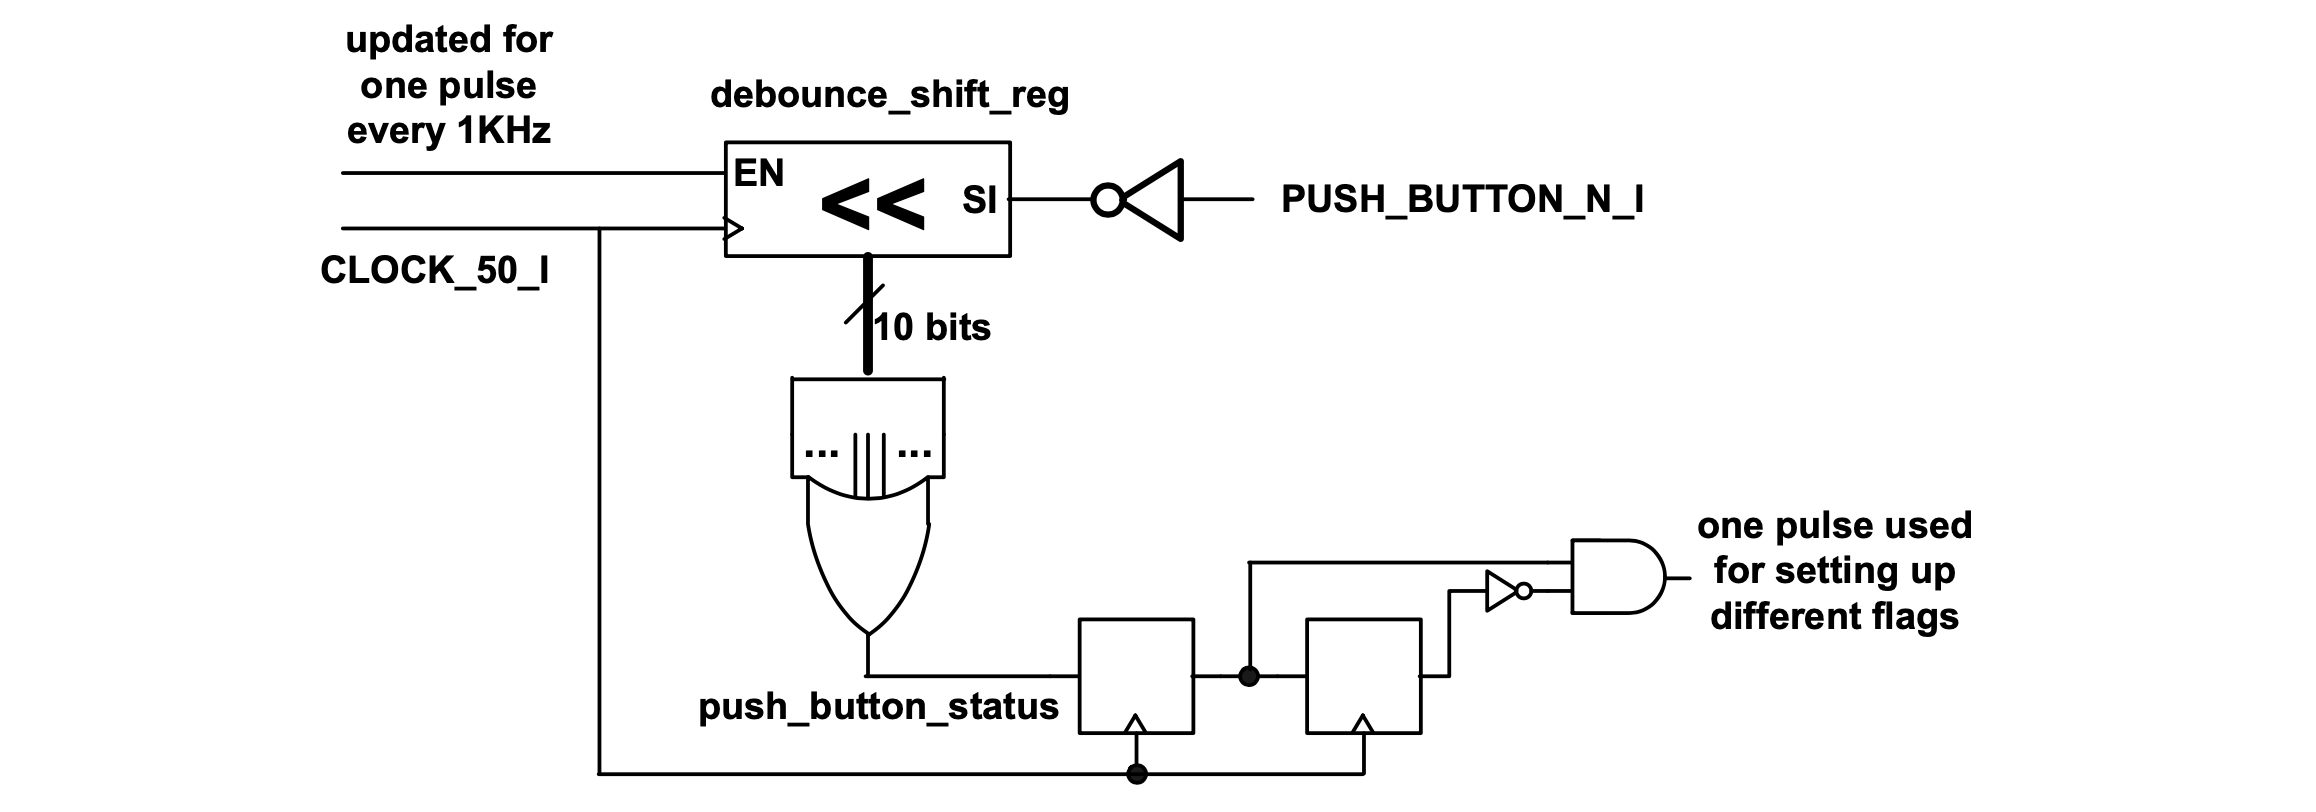 updated for
one pulse
every 1KHz
debounce_shift_reg
EN
<<
SI
PUSH_BUTTON_N_I
CLOCK_50_I
10 bits
... ...
push_button_status
one pulse used
for setting up
different flags